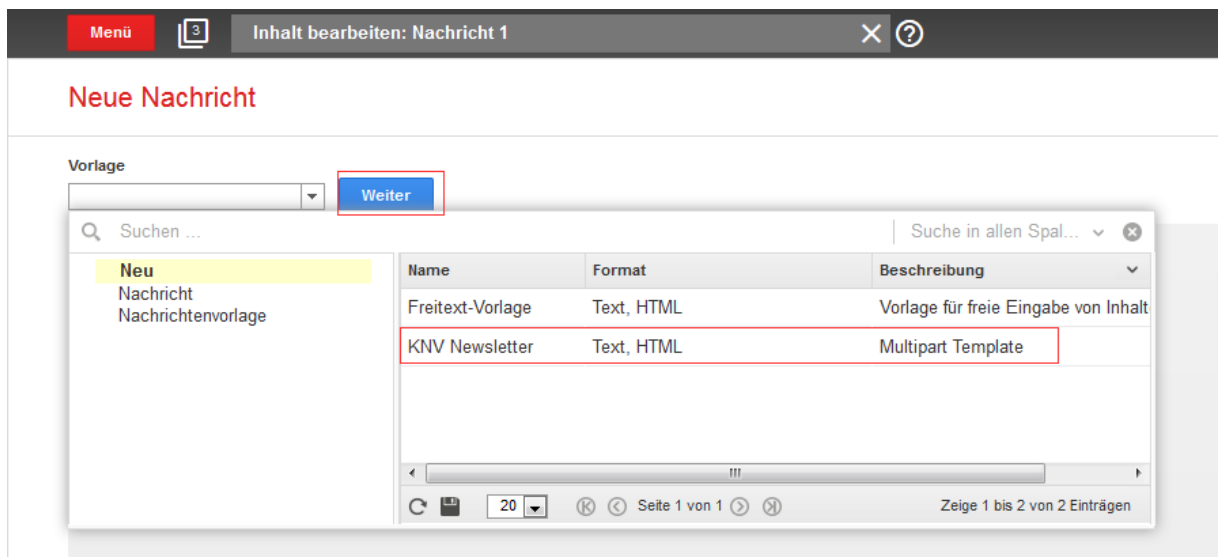 Menü 3 Inhalt bearbeiten: Nachricht 1
Neue Nachricht
Vorlage
Weiter
Suchen ... Suche in allen Spal...
Neu
Nachricht
Nachrichtenvorlage
Name Format Beschreibung
Freitext-Vorlage Text, HTML Vorlage für freie Eingabe von Inhalt
KNV Newsletter Text, HTML Multipart Template
20 Seite 1 von 1 Zeige 1 bis 2 von 2 Einträgen